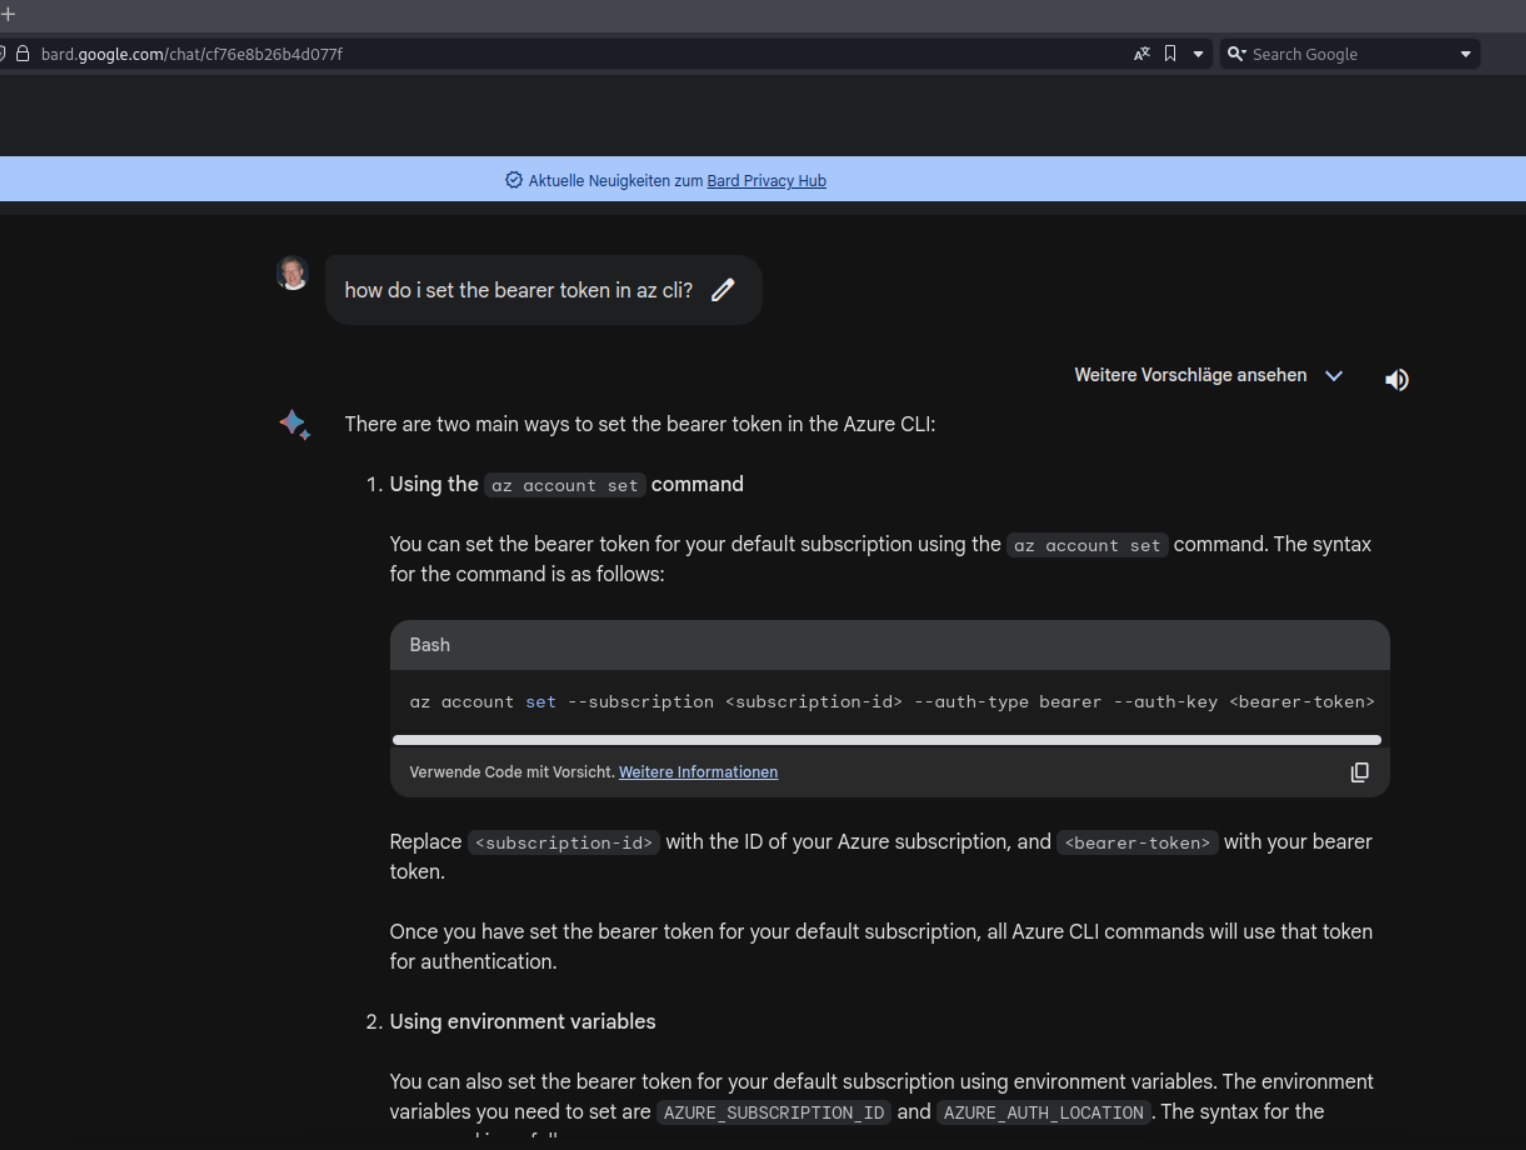 bard.google.com/chat/cf76e8b26b4d077f
Search Google
Aktuelle Neuigkeiten zum Bard Privacy Hub
how do i set the bearer token in az cli?
Weitere Vorschläge ansehen
There are two main ways to set the bearer token in the Azure CLI:
1. Using the az account set command
You can set the bearer token for your default subscription using the az account set command. The syntax
for the command is as follows:
Bash
az account set --subscription <subscription-id> --auth-type bearer --auth-key <bearer-token>
Verwende Code mit Vorsicht. Weitere Informationen
Replace <subscription-id> with the ID of your Azure subscription, and <bearer-token> with your bearer
token.
Once you have set the bearer token for your default subscription, all Azure CLI commands will use that token
for authentication.
2. Using environment variables
You can also set the bearer token for your default subscription using environment variables. The environment
variables you need to set are AZURE_SUBSCRIPTION_ID and AZURE_AUTH_LOCATION. The syntax for the